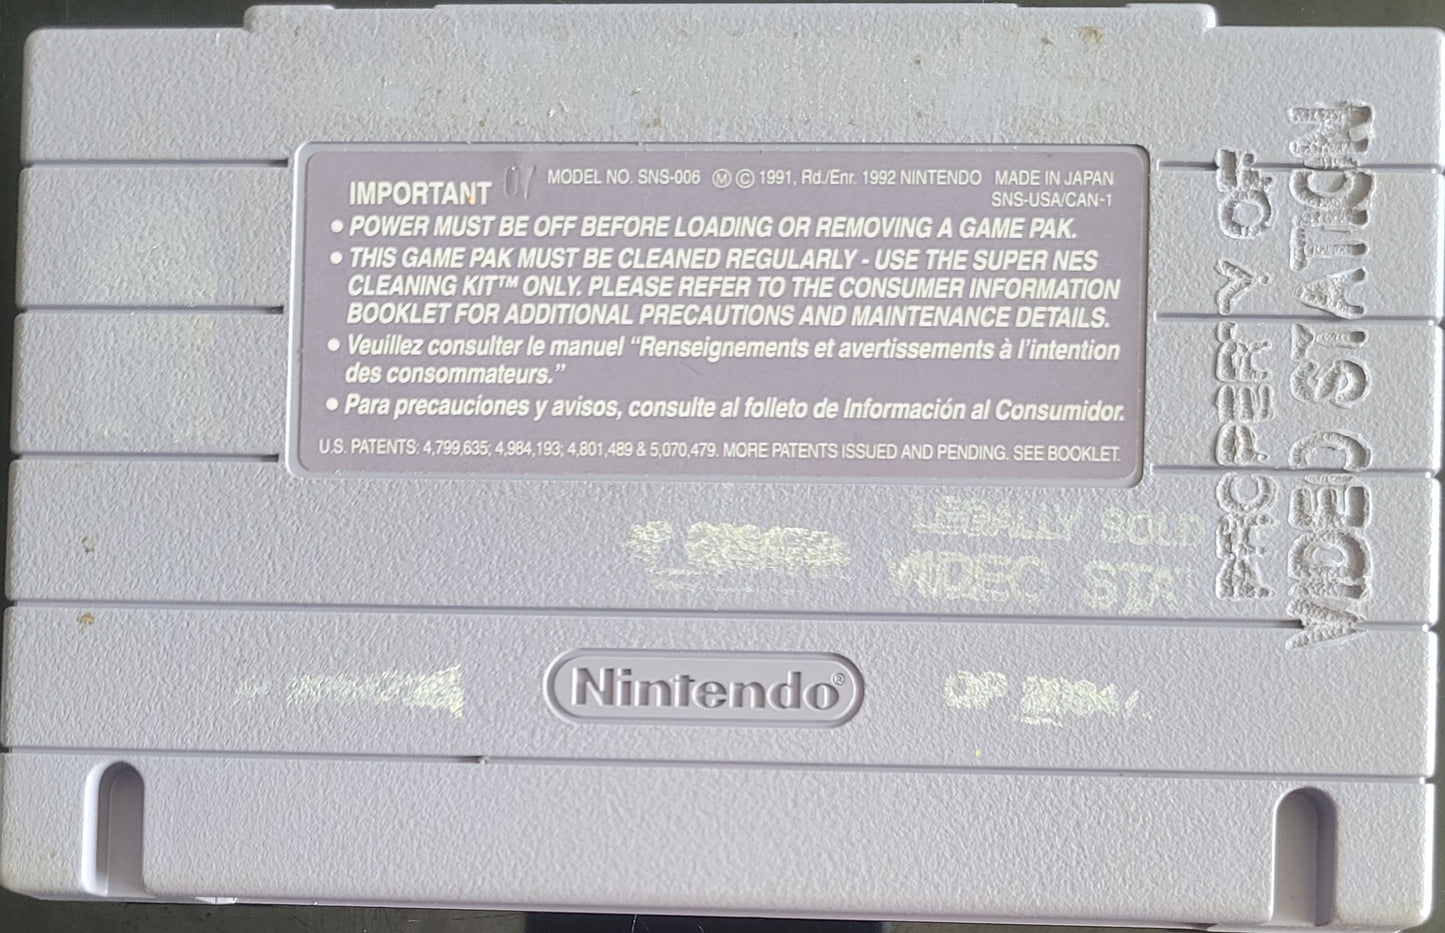 IMPORTANT 07 MODEL NO. SNS-006 Ⓜ © 1991, Rd./Enr. 1992 NINTENDO MADE IN JAPAN
SNS-USA/CAN-1
• POWER MUST BE OFF BEFORE LOADING OR REMOVING A GAME PAK.
• THIS GAME PAK MUST BE CLEANED REGULARLY - USE THE SUPER NES
CLEANING KIT™ ONLY. PLEASE REFER TO THE CONSUMER INFORMATION
BOOKLET FOR ADDITIONAL PRECAUTIONS AND MAINTENANCE DETAILS.
• Veuillez consulter le manuel “Renseignements et avertissements à l’intention
des consommateurs.”
• Para precauciones y avisos, consulte al folleto de Información al Consumidor.
U.S. PATENTS: 4,799,635; 4,984,193; 4,801,489 & 5,070,479. MORE PATENTS ISSUED AND PENDING. SEE BOOKLET.
PROPERTY OF
VIDEO STATION
LEGALLY SOLD
VIDEO STAT
Nintendo®